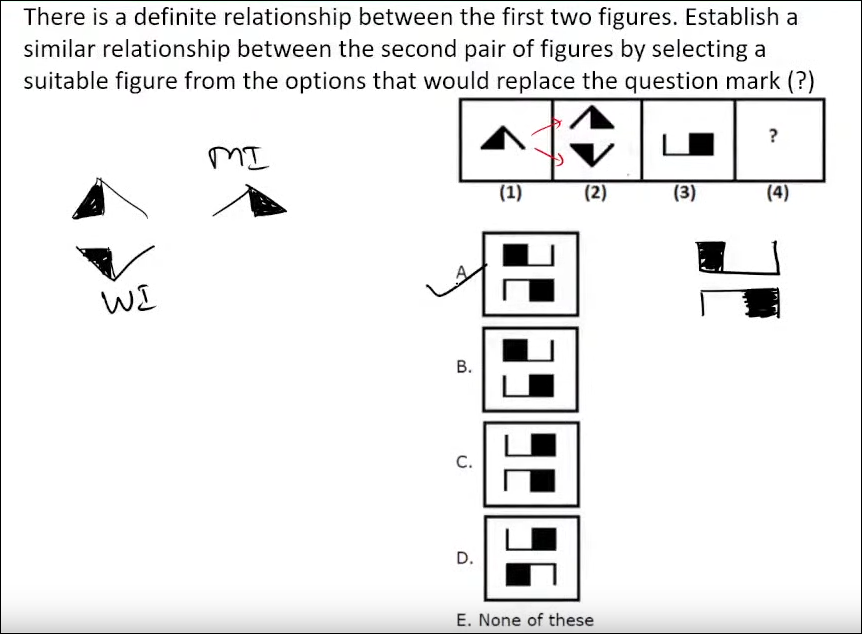 There is a definite relationship between the first two figures. Establish a
similar relationship between the second pair of figures by selecting a
suitable figure from the options that would replace the question mark (?)
?
(1) (2) (3) (4)
MI
WI
A.
B.
C.
D.
E. None of these